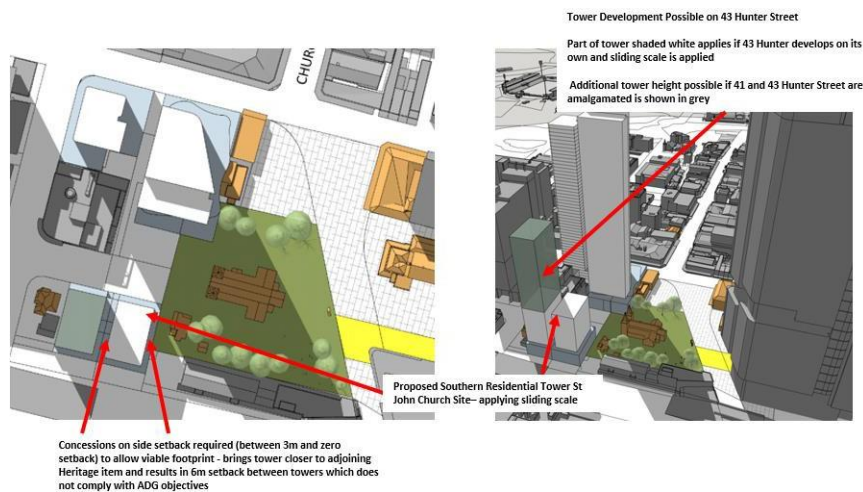 CHURC
Proposed Southern Residential Tower St
John Church Site– applying sliding scale
Concessions on side setback required (between 3m and zero
setback) to allow viable footprint - brings tower closer to adjoining
Heritage item and results in 6m setback between towers which does
not comply with ADG objectives
Tower Development Possible on 43 Hunter Street
Part of tower shaded white applies if 43 Hunter develops on its
own and sliding scale is applied
Additional tower height possible if 41 and 43 Hunter Street are
amalgamated is shown in grey